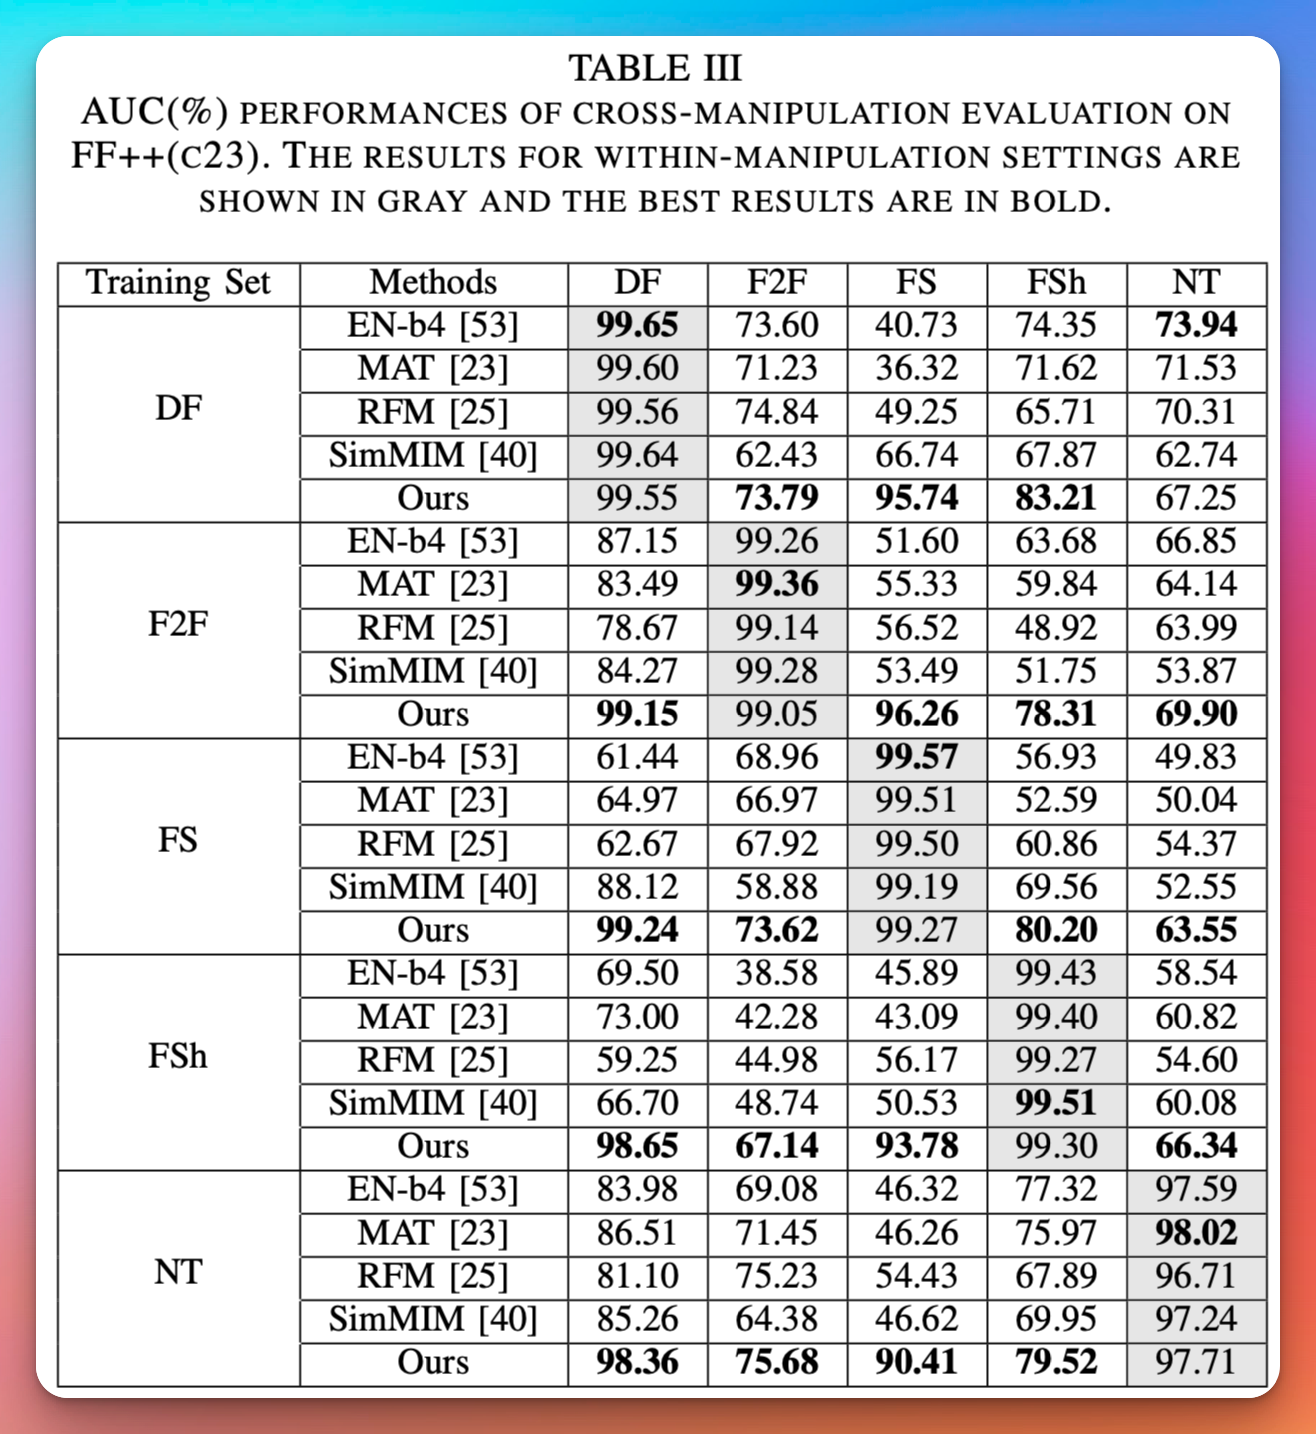 TABLE III
AUC(%) PERFORMANCES OF CROSS-MANIPULATION EVALUATION ON
FF++(C23). THE RESULTS FOR WITHIN-MANIPULATION SETTINGS ARE
SHOWN IN GRAY AND THE BEST RESULTS ARE IN BOLD.
Training Set Methods DF F2F FS FSh NT
DF
EN-b4 [53] 99.65 73.60 40.73 74.35 73.94
MAT [23] 99.60 71.23 36.32 71.62 71.53
RFM [25] 99.56 74.84 49.25 65.71 70.31
SimMIM [40] 99.64 62.43 66.74 67.87 62.74
Ours 99.55 73.79 95.74 83.21 67.25
F2F
EN-b4 [53] 87.15 99.26 51.60 63.68 66.85
MAT [23] 83.49 99.36 55.33 59.84 64.14
RFM [25] 78.67 99.14 56.52 48.92 63.99
SimMIM [40] 84.27 99.28 53.49 51.75 53.87
Ours 99.15 99.05 96.26 78.31 69.90
FS
EN-b4 [53] 61.44 68.96 99.57 56.93 49.83
MAT [23] 64.97 66.97 99.51 52.59 50.04
RFM [25] 62.67 67.92 99.50 60.86 54.37
SimMIM [40] 88.12 58.88 99.19 69.56 52.55
Ours 99.24 73.62 99.27 80.20 63.55
FSh
EN-b4 [53] 69.50 38.58 45.89 99.43 58.54
MAT [23] 73.00 42.28 43.09 99.40 60.82
RFM [25] 59.25 44.98 56.17 99.27 54.60
SimMIM [40] 66.70 48.74 50.53 99.51 60.08
Ours 98.65 67.14 93.78 99.30 66.34
NT
EN-b4 [53] 83.98 69.08 46.32 77.32 97.59
MAT [23] 86.51 71.45 46.26 75.97 98.02
RFM [25] 81.10 75.23 54.43 67.89 96.71
SimMIM [40] 85.26 64.38 46.62 69.95 97.24
Ours 98.36 75.68 90.41 79.52 97.71